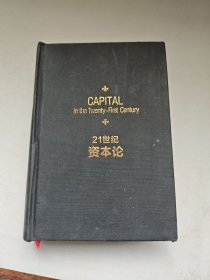 CAPITAL
in the Twenty-First Century
21世纪
资本论